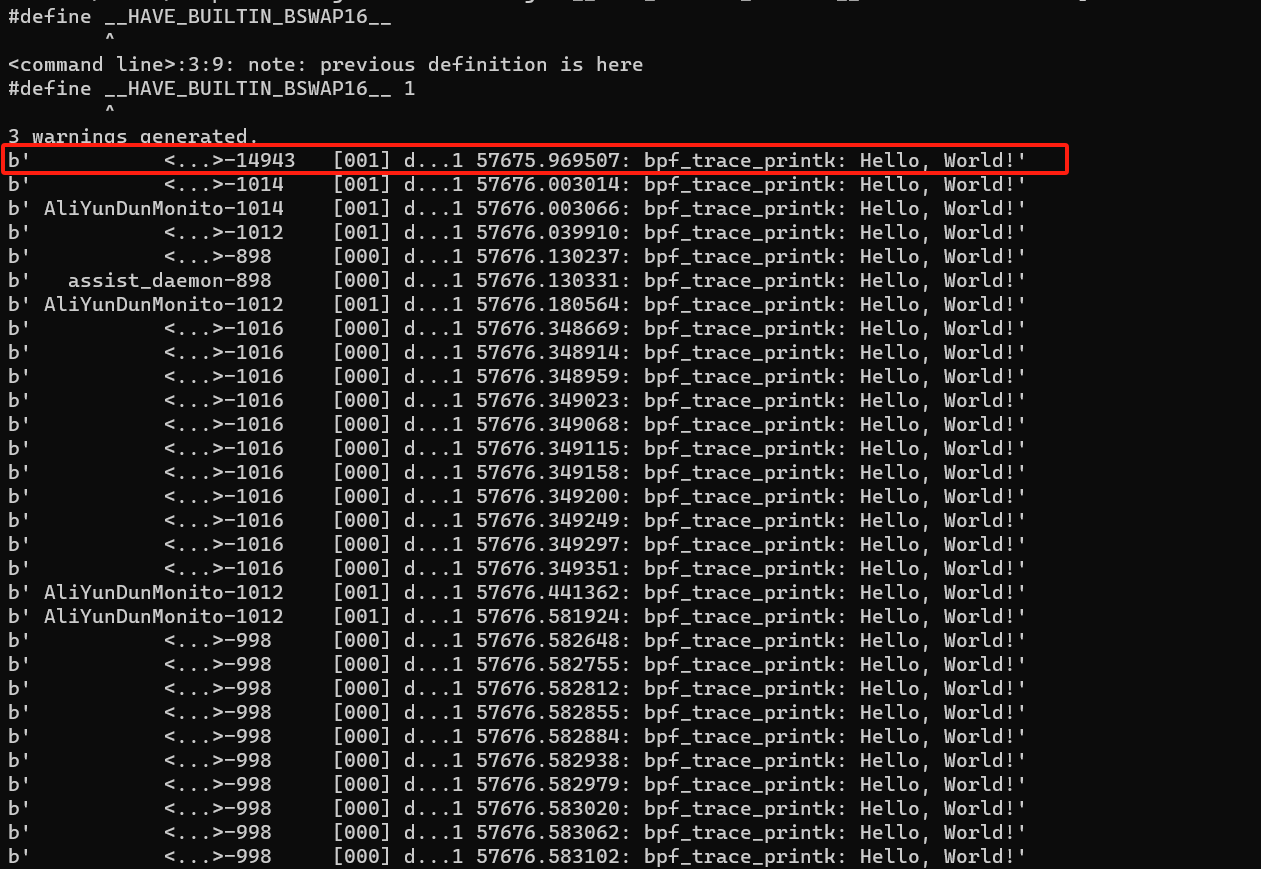 #define __HAVE_BUILTIN_BSWAP16__
^
<command line>:3:9: note: previous definition is here
#define __HAVE_BUILTIN_BSWAP16__ 1
^
3 warnings generated.
b'           <...>-14943   [001] d...1 57675.969507: bpf_trace_printk: Hello, World!'
b'           <...>-1014    [001] d...1 57676.003014: bpf_trace_printk: Hello, World!'
b' AliYunDunMonito-1014    [001] d...1 57676.003066: bpf_trace_printk: Hello, World!'
b'           <...>-1012    [001] d...1 57676.039910: bpf_trace_printk: Hello, World!'
b'           <...>-898     [000] d...1 57676.130237: bpf_trace_printk: Hello, World!'
b'   assist_daemon-898     [000] d...1 57676.130331: bpf_trace_printk: Hello, World!'
b' AliYunDunMonito-1012    [001] d...1 57676.180564: bpf_trace_printk: Hello, World!'
b'           <...>-1016    [000] d...1 57676.348669: bpf_trace_printk: Hello, World!'
b'           <...>-1016    [000] d...1 57676.348914: bpf_trace_printk: Hello, World!'
b'           <...>-1016    [000] d...1 57676.348959: bpf_trace_printk: Hello, World!'
b'           <...>-1016    [000] d...1 57676.349023: bpf_trace_printk: Hello, World!'
b'           <...>-1016    [000] d...1 57676.349068: bpf_trace_printk: Hello, World!'
b'           <...>-1016    [000] d...1 57676.349115: bpf_trace_printk: Hello, World!'
b'           <...>-1016    [000] d...1 57676.349158: bpf_trace_printk: Hello, World!'
b'           <...>-1016    [000] d...1 57676.349200: bpf_trace_printk: Hello, World!'
b'           <...>-1016    [000] d...1 57676.349249: bpf_trace_printk: Hello, World!'
b'           <...>-1016    [000] d...1 57676.349297: bpf_trace_printk: Hello, World!'
b'           <...>-1016    [000] d...1 57676.349351: bpf_trace_printk: Hello, World!'
b' AliYunDunMonito-1012    [001] d...1 57676.441362: bpf_trace_printk: Hello, World!'
b' AliYunDunMonito-1012    [001] d...1 57676.581924: bpf_trace_printk: Hello, World!'
b'           <...>-998     [000] d...1 57676.582648: bpf_trace_printk: Hello, World!'
b'           <...>-998     [000] d...1 57676.582755: bpf_trace_printk: Hello, World!'
b'           <...>-998     [000] d...1 57676.582812: bpf_trace_printk: Hello, World!'
b'           <...>-998     [000] d...1 57676.582855: bpf_trace_printk: Hello, World!'
b'           <...>-998     [000] d...1 57676.582884: bpf_trace_printk: Hello, World!'
b'           <...>-998     [000] d...1 57676.582938: bpf_trace_printk: Hello, World!'
b'           <...>-998     [000] d...1 57676.582979: bpf_trace_printk: Hello, World!'
b'           <...>-998     [000] d...1 57676.583020: bpf_trace_printk: Hello, World!'
b'           <...>-998     [000] d...1 57676.583062: bpf_trace_printk: Hello, World!'
b'           <...>-998     [000] d...1 57676.583102: bpf_trace_printk: Hello, World!'